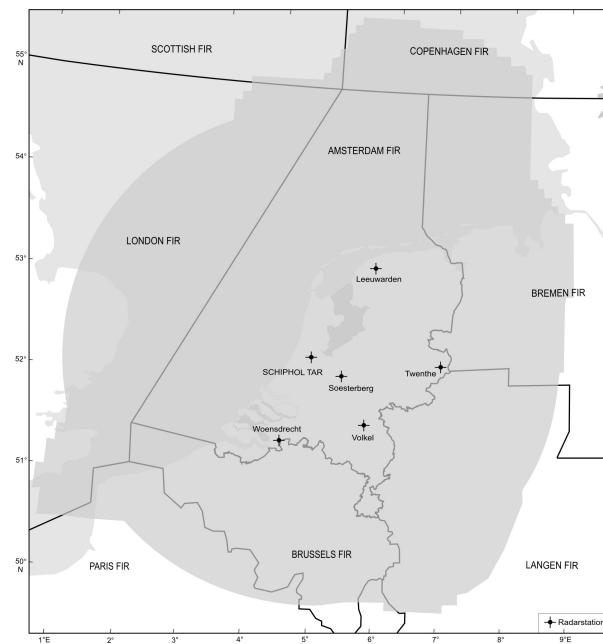 55°
N
SCOTTISH FIR
COPENHAGEN FIR
54°
AMSTERDAM FIR
LONDON FIR
53°
Leeuwarden
BREMEN FIR
52°
SCHIPHOL TAR
Soesterberg
Twenthe
Woensdrecht
Volkel
51°
50°
N
PARIS FIR
BRUSSELS FIR
LANGEN FIR
Radarstation
1°E
2°
3°
4°
5°
6°
7°
8°
9°E